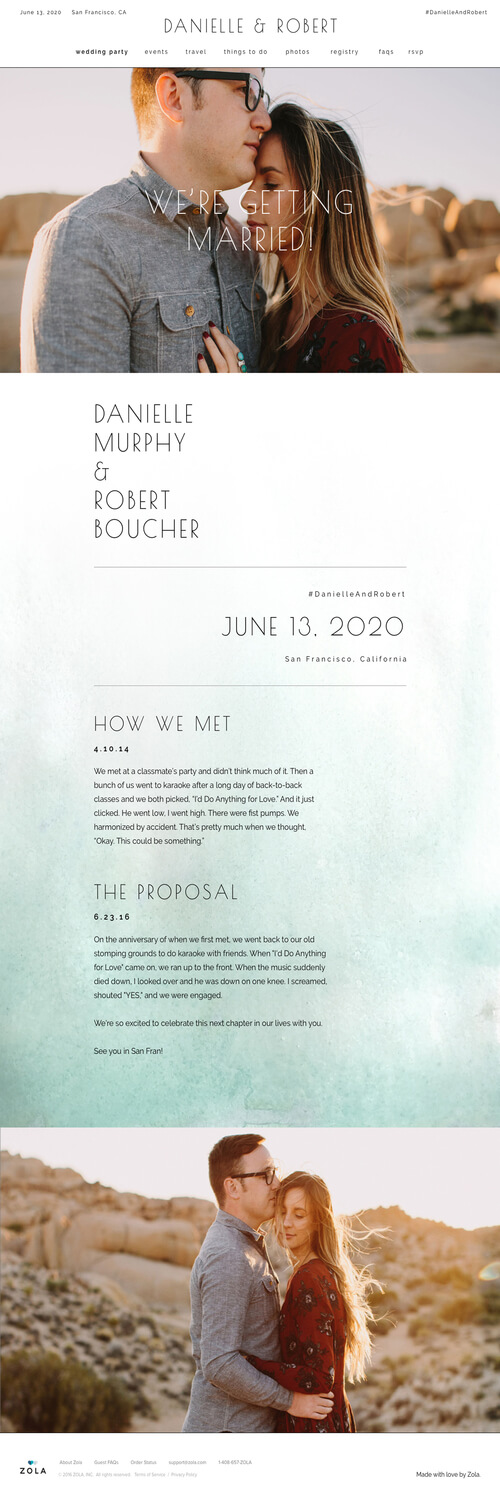 June 13, 2020 San Francisco, CA
#DanielleAndRobert
DANIELLE & ROBERT
wedding party events travel things to do photos registry faqs rsvp
WE'RE GETTING
MARRIED!
DANIELLE
MURPHY
&
ROBERT
BOUCHER
#DanielleAndRobert
JUNE 13, 2020
San Francisco, California
HOW WE MET
4.10.14
We met at a classmate's party and didn't think much of it. Then a
bunch of us went to karaoke after a long day of back-to-back
classes and we both picked, "I'd Do Anything for Love." And it just
clicked. He went low, I went high. There were fist pumps. We
harmonized by accident. That's pretty much when we thought,
"Okay. This could be something."
THE PROPOSAL
6.23.16
On the anniversary of when we first met, we went back to our old
stomping grounds to do karaoke with friends. When "I'd Do Anything
for Love" came on, we ran up to the front. When the music suddenly
died down, I looked over and he was down on one knee. I screamed,
shouted "YES," and we were engaged.
We're so excited to celebrate this next chapter in our lives with you.
See you in San Fran!
ZOLA
About Zola Guest FAQs Order Status support@zola.com 1-408-657-ZOLA
© 2016 ZOLA, INC. All rights reserved. Terms of Service / Privacy Policy
Made with love by Zola